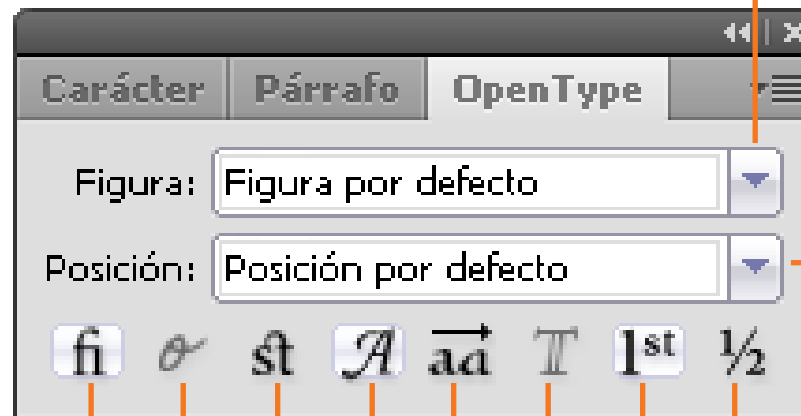 Carácter Párrafo OpenType
Figura: Figura por defecto
Posición: Posición por defecto
fi st A aa T 1st ½